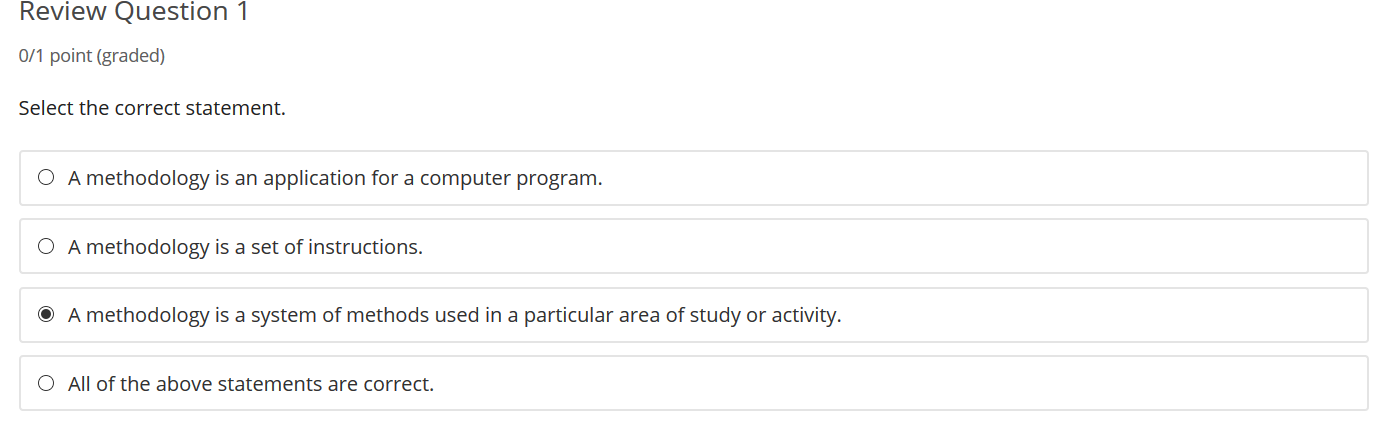 Review Question 1
0/1 point (graded)
Select the correct statement.
A methodology is an application for a computer program.
A methodology is a set of instructions.
A methodology is a system of methods used in a particular area of study or activity.
All of the above statements are correct.